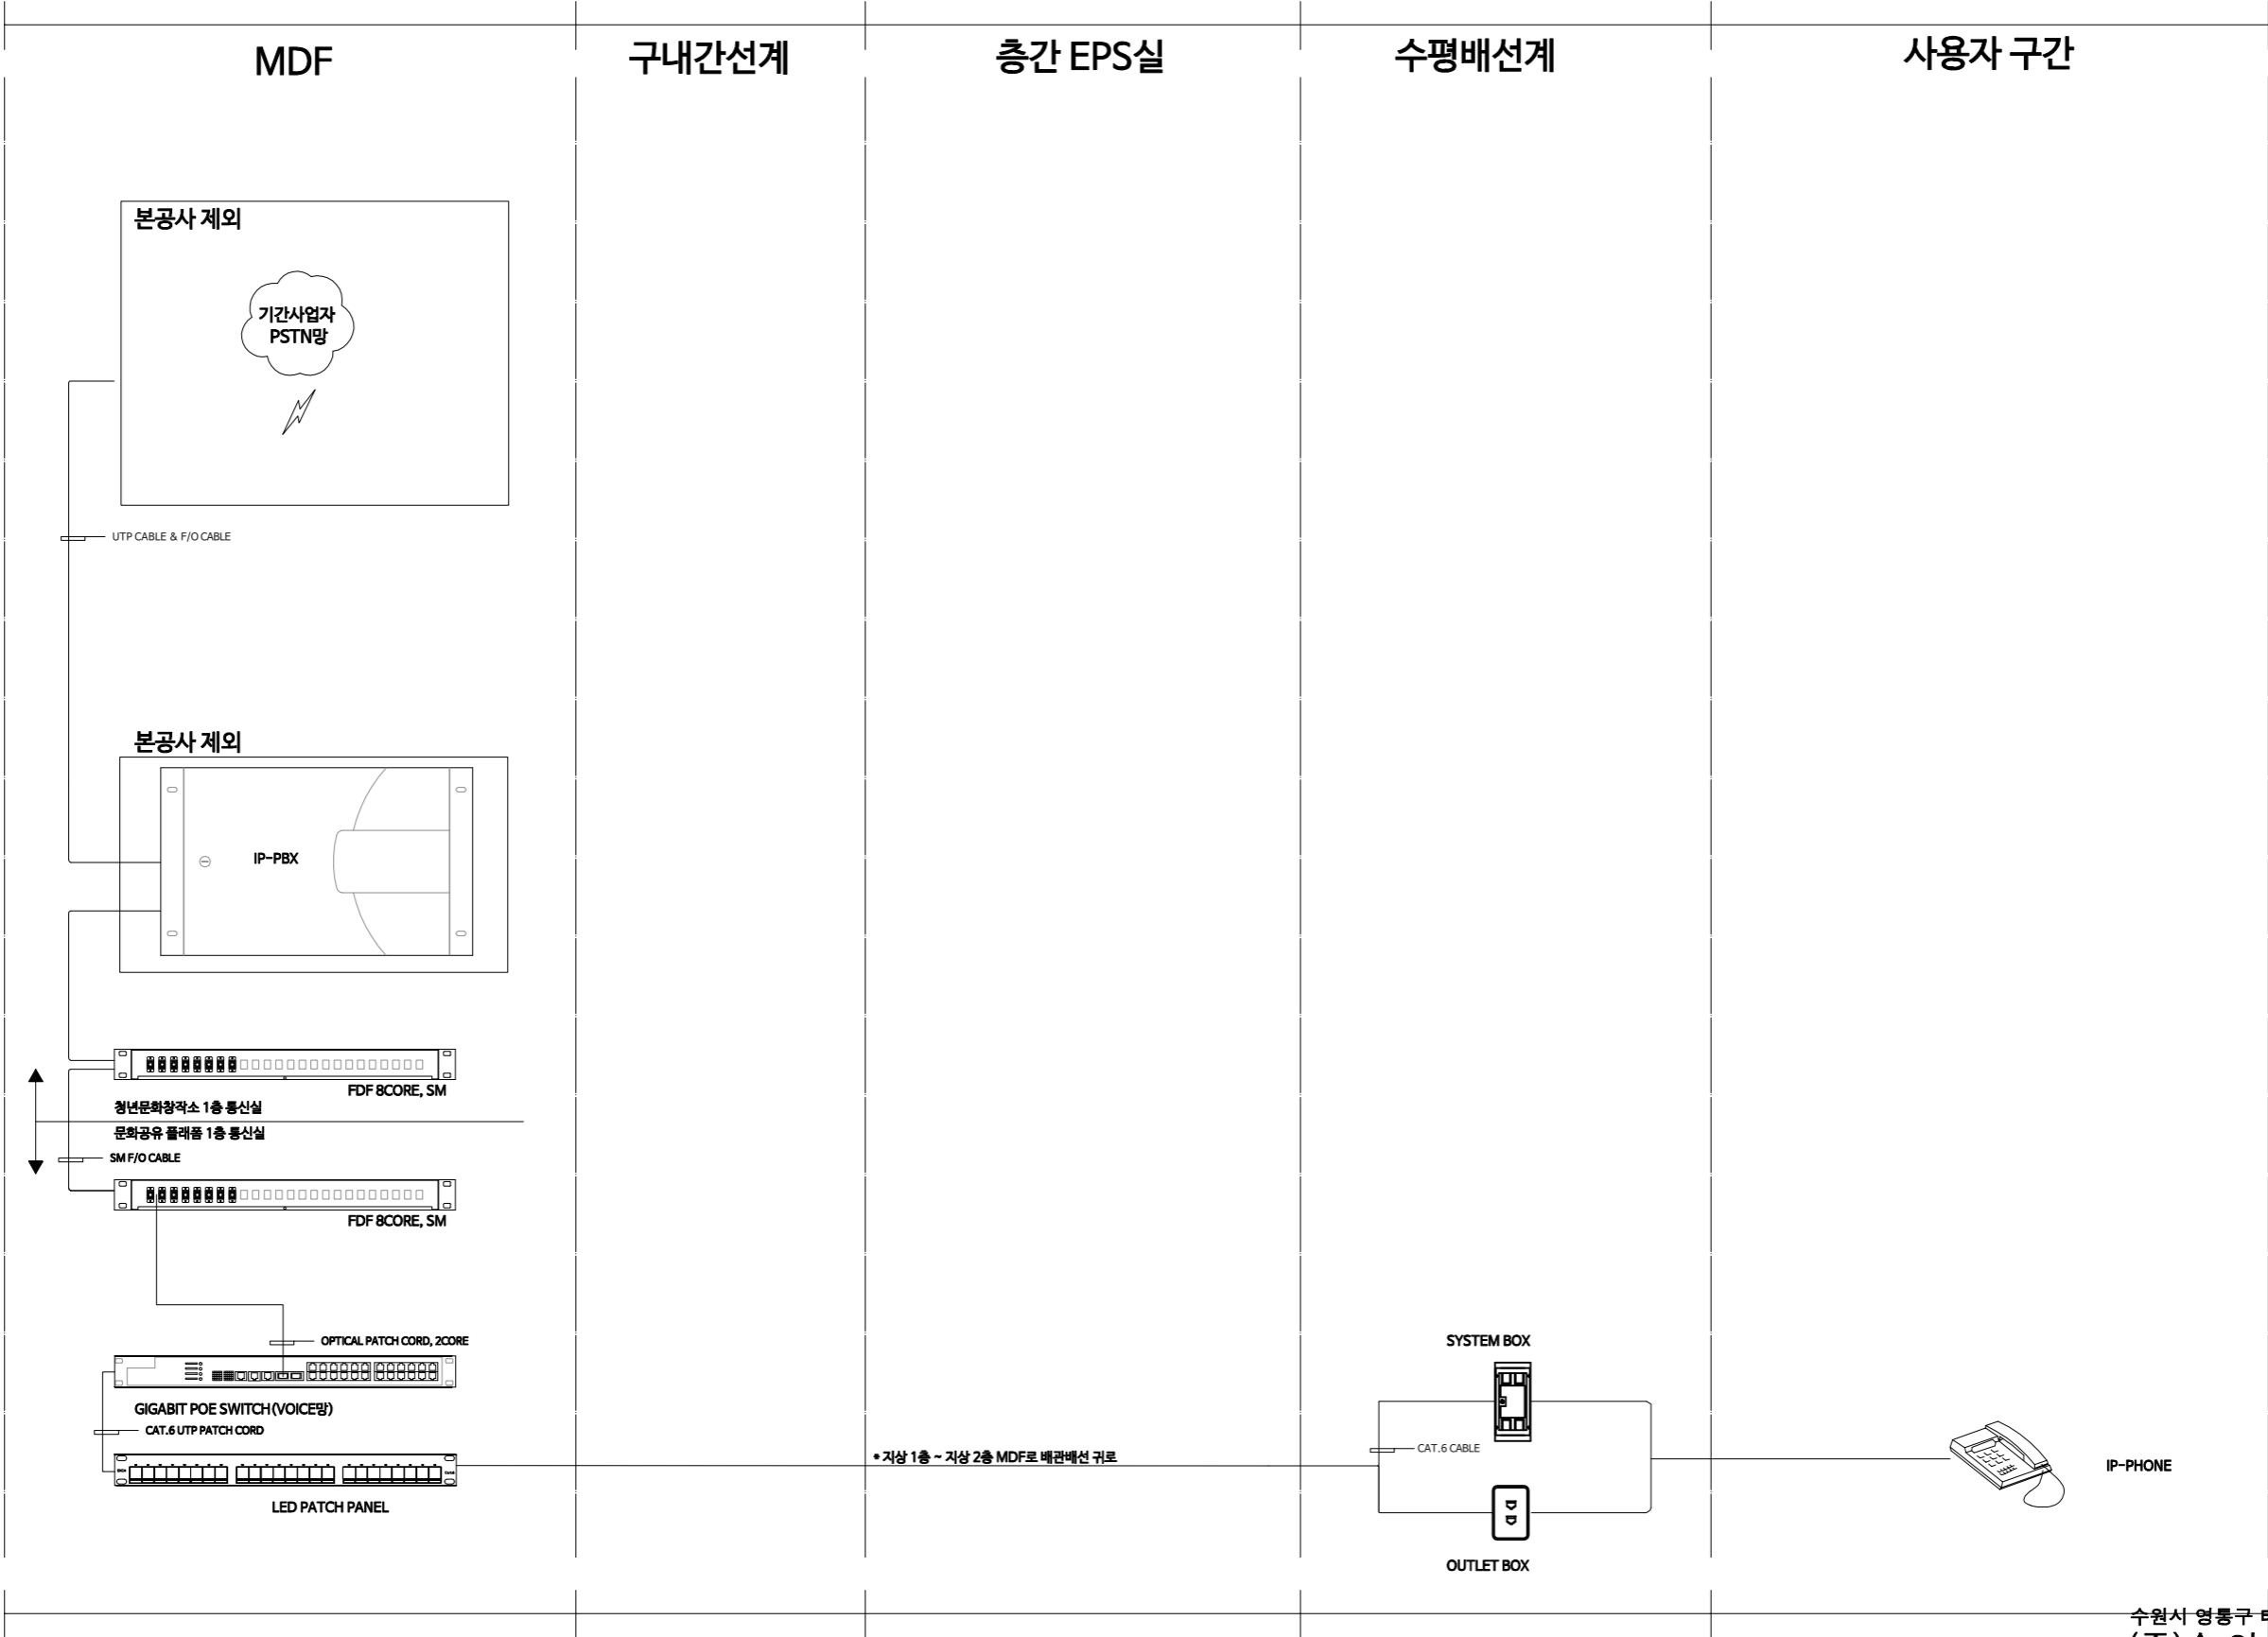 MDF
구내간선계
층간 EPS실
수평배선계
사용자 구간
본공사 제외
기간사업자
PSTN망
UTP CABLE & F/O CABLE
본공사 제외
IP-PBX
FDF 8CORE, SM
청년문화창작소 1층 통신실
문화공유 플래폼 1층 통신실
SM F/O CABLE
FDF 8CORE, SM
OPTICAL PATCH CORD, 2CORE
GIGABIT POE SWITCH(VOICE망)
CAT.6 UTP PATCH CORD
LED PATCH PANEL
* 지상 1층 ~ 지상 2층 MDF로 배관배선 귀로
SYSTEM BOX
CAT.6 CABLE
OUTLET BOX
IP-PHONE
수원시 영통구